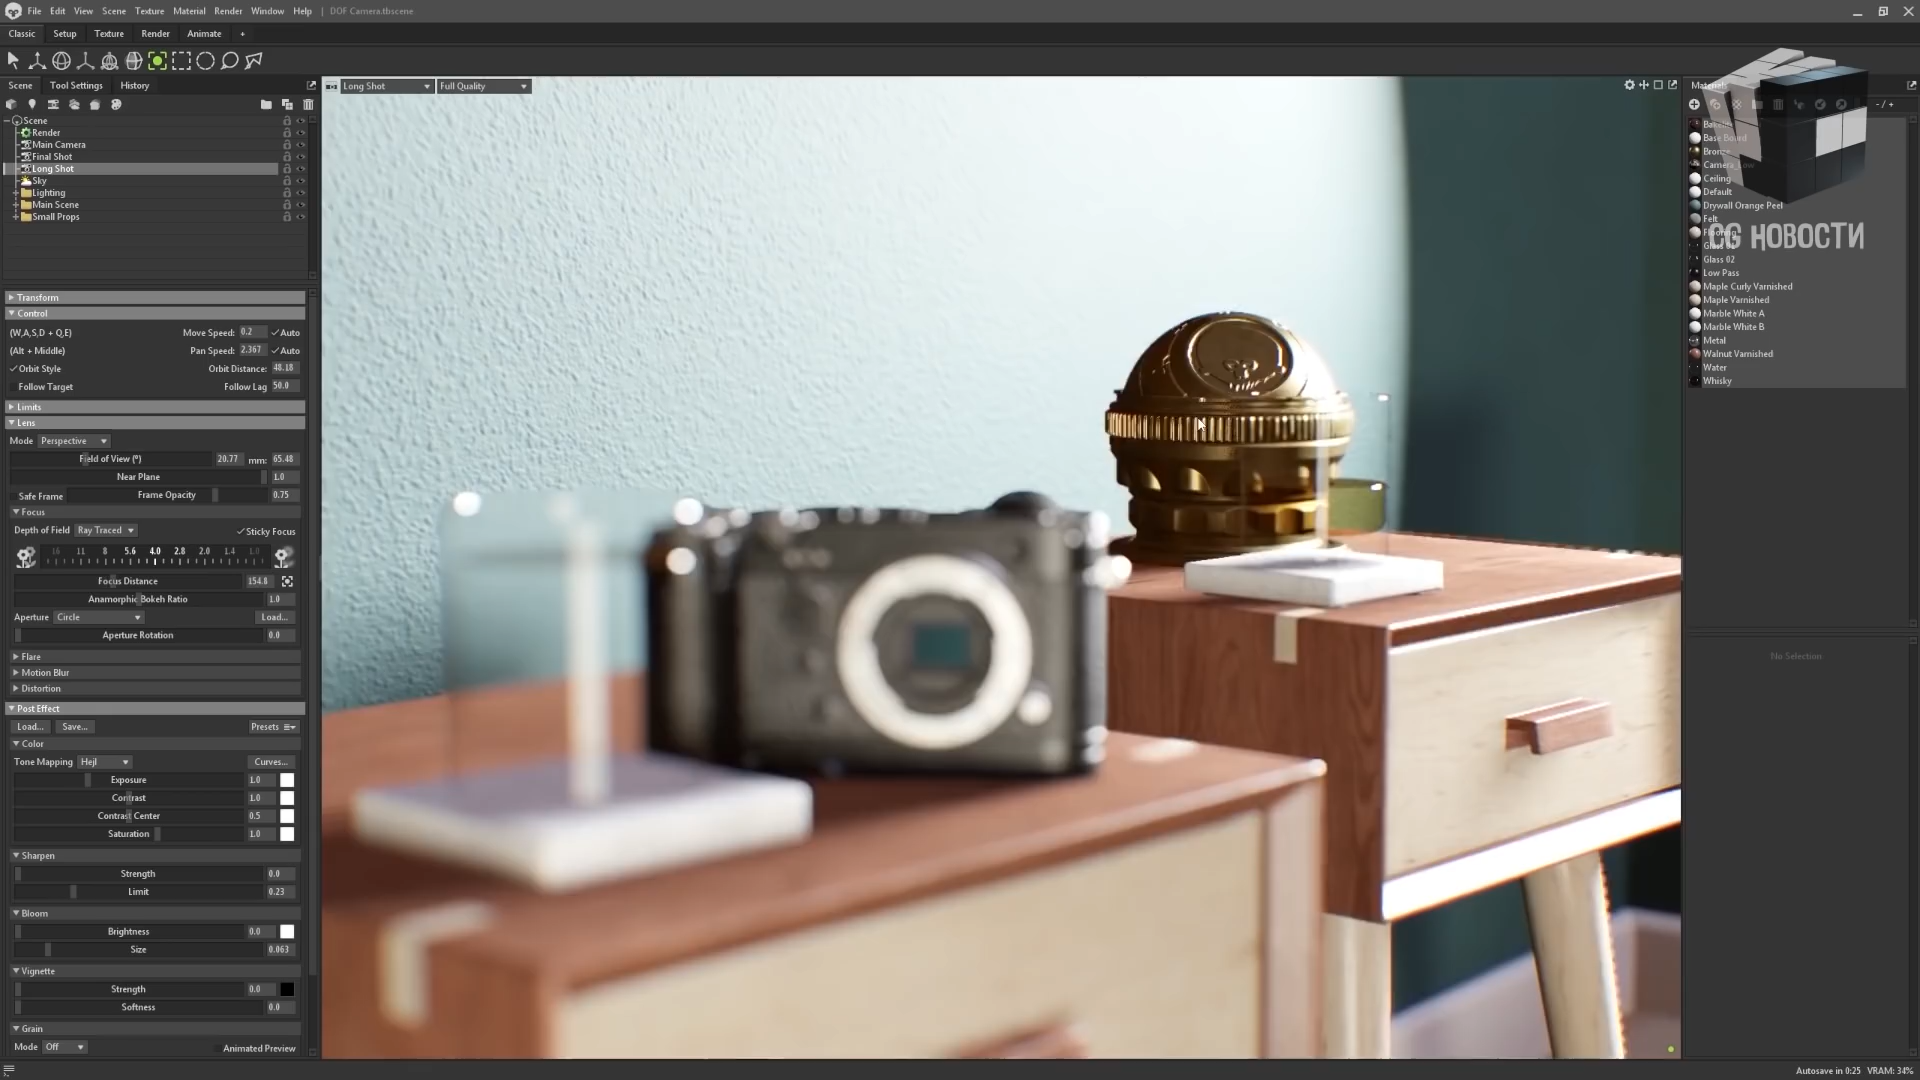 File Edit View Scene Texture Material Render Window Help | DOF Camera.tbscene
Classic Setup Texture Render Animate +
Scene Tool Settings History
Scene
Render
Main Camera
Final Shot
Long Shot
Sky
Lighting
Main Scene
Small Props
Transform
Control
(W,A,S,D + Q,E) Move Speed: 0.2 Auto
(Alt + Middle) Pan Speed: 2.367 Auto
Orbit Style Orbit Distance: 48.18
Follow Target Follow Lag 50.0
Limits
Lens
Mode Perspective
Field of View (°) 20.77 mm: 65.48
Near Plane 1.0
Safe Frame Frame Opacity 0.75
Focus
Depth of Field Ray Traced Sticky Focus
16 11 8 5.6 4.0 2.8 2.0 1.4 1.0
Focus Distance 154.8
Anamorphic Bokeh Ratio 1.0
Aperture Circle Load...
Aperture Rotation 0.0
Flare
Motion Blur
Distortion
Post Effect
Load... Save... Presets
Color
Tone Mapping Hejl Curves...
Exposure 1.0
Contrast 1.0
Contrast Center 0.5
Saturation 1.0
Sharpen
Strength 0.0
Limit 0.23
Bloom
Brightness 0.0
Size 0.063
Vignette
Strength 0.0
Softness 0.0
Grain
Mode Off Animated Preview
Long Shot Full Quality
Materials
- / +
Base Board
Ceiling
Default
Drywall Orange Peel
Felt
Glass 02
Low Pass
Maple Curly Varnished
Maple Varnished
Marble White A
Marble White B
Metal
Walnut Varnished
Water
Whisky
CG НОВОСТИ
No Selection
Autosave in 0:25 VRAM: 34%